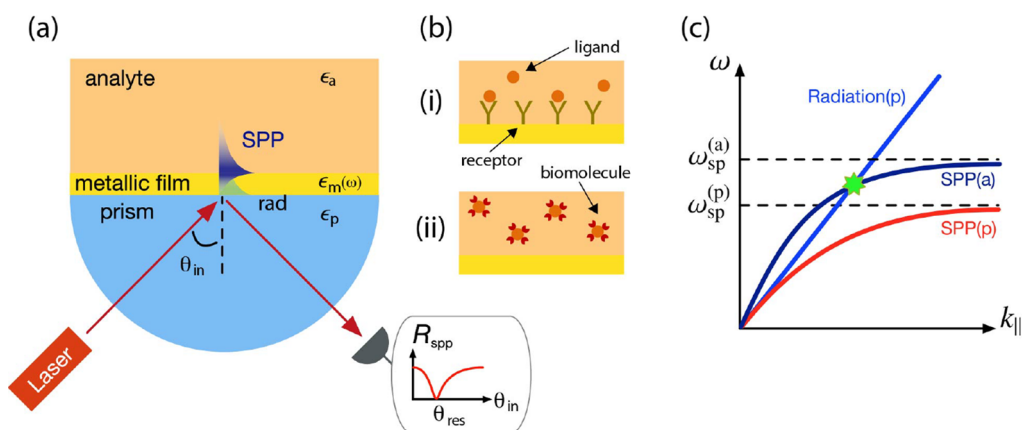 (a)
analyte
ϵa
SPP
metallic film
ϵm(ω)
rad
prism
ϵp
θin
Laser
Rspp
θin
θres
(b)
ligand
(i)
receptor
biomolecule
(ii)
(c)
ω
Radiation(p)
ωsp(a)
SPP(a)
ωsp(p)
SPP(p)
k||